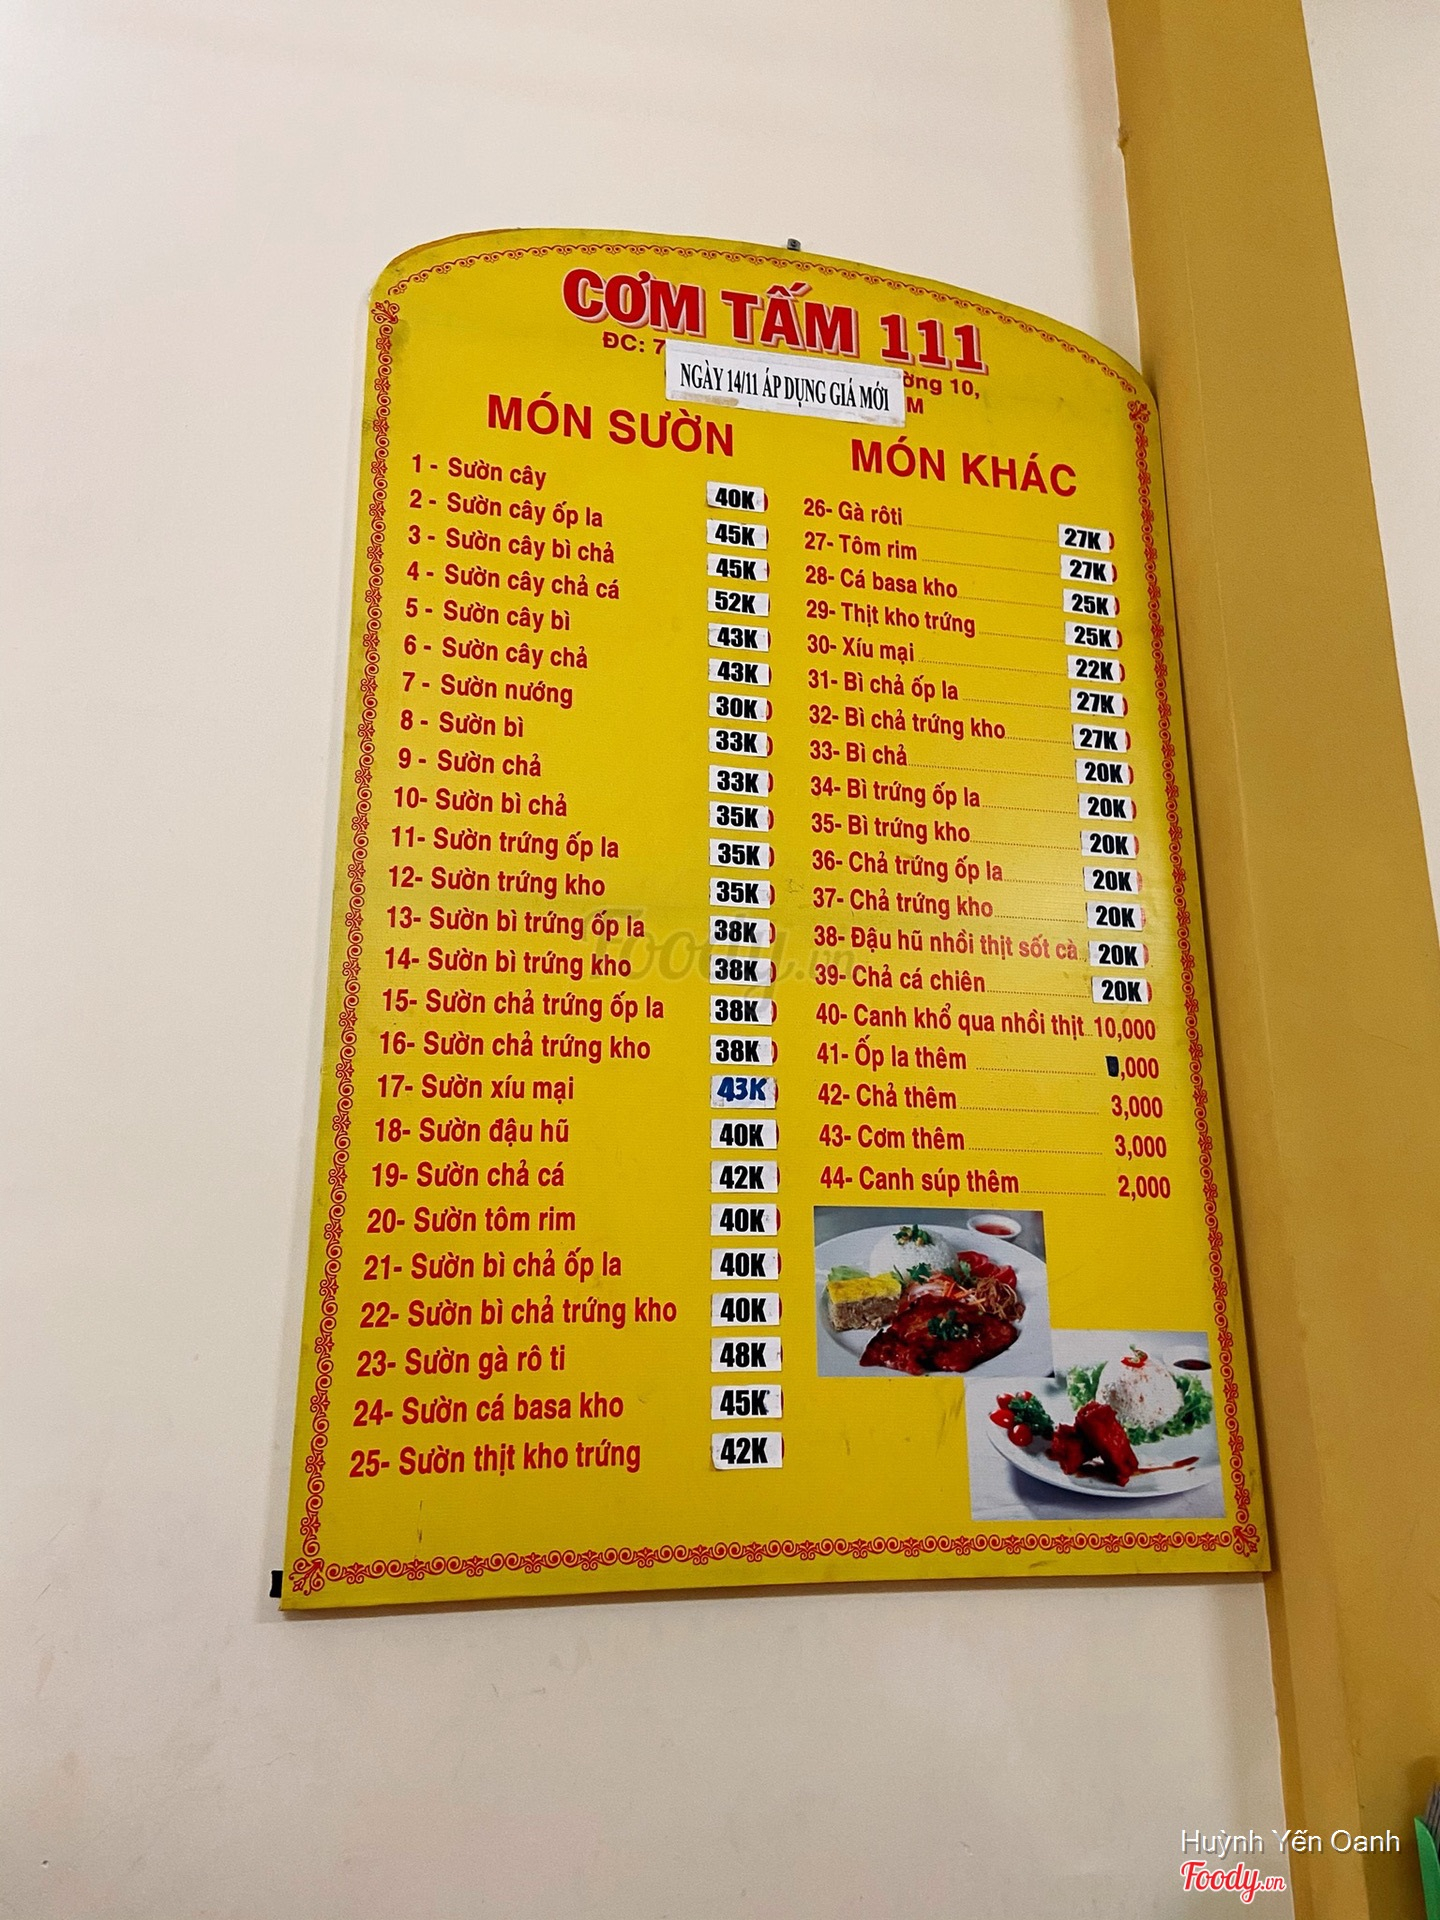 CƠM TẤM 111
ĐC: 7 ờng 10,
NGÀY 14/11 ÁP DỤNG GIÁ MỚI
M
MÓN SƯỜN
1 - Sườn cây 40K
2 - Sườn cây ốp la 45K
3 - Sườn cây bì chả 45K
4 - Sườn cây chả cá 52K
5 - Sườn cây bì 43K
6 - Sườn cây chả 43K
7 - Sườn nướng 30K
8 - Sườn bì 33K
9 - Sườn chả 33K
10- Sườn bì chả 35K
11- Sườn trứng ốp la 35K
12- Sườn trứng kho 35K
13- Sườn bì trứng ốp la 38K
14- Sườn bì trứng kho 38K
15- Sườn chả trứng ốp la 38K
16- Sườn chả trứng kho 38K
17- Sườn xíu mại 43K
18- Sườn đậu hũ 40K
19- Sườn chả cá 42K
20- Sườn tôm rim 40K
21- Sườn bì chả ốp la 40K
22- Sườn bì chả trứng kho 40K
23- Sườn gà rô ti 48K
24- Sườn cá basa kho 45K
25- Sườn thịt kho trứng 42K
MÓN KHÁC
26- Gà rôti 27K
27- Tôm rim 27K
28- Cá basa kho 25K
29- Thịt kho trứng 25K
30- Xíu mại 22K
31- Bì chả ốp la 27K
32- Bì chả trứng kho 27K
33- Bì chả 20K
34- Bì trứng ốp la 20K
35- Bì trứng kho 20K
36- Chả trứng ốp la 20K
37- Chả trứng kho 20K
38- Đậu hũ nhồi thịt sốt cà 20K
39- Chả cá chiên 20K
40- Canh khổ qua nhồi thịt 10,000
41- Ốp la thêm ,000
42- Chả thêm 3,000
43- Cơm thêm 3,000
44- Canh súp thêm 2,000
Foody.vn
Huỳnh Yến Oanh
Foody.vn